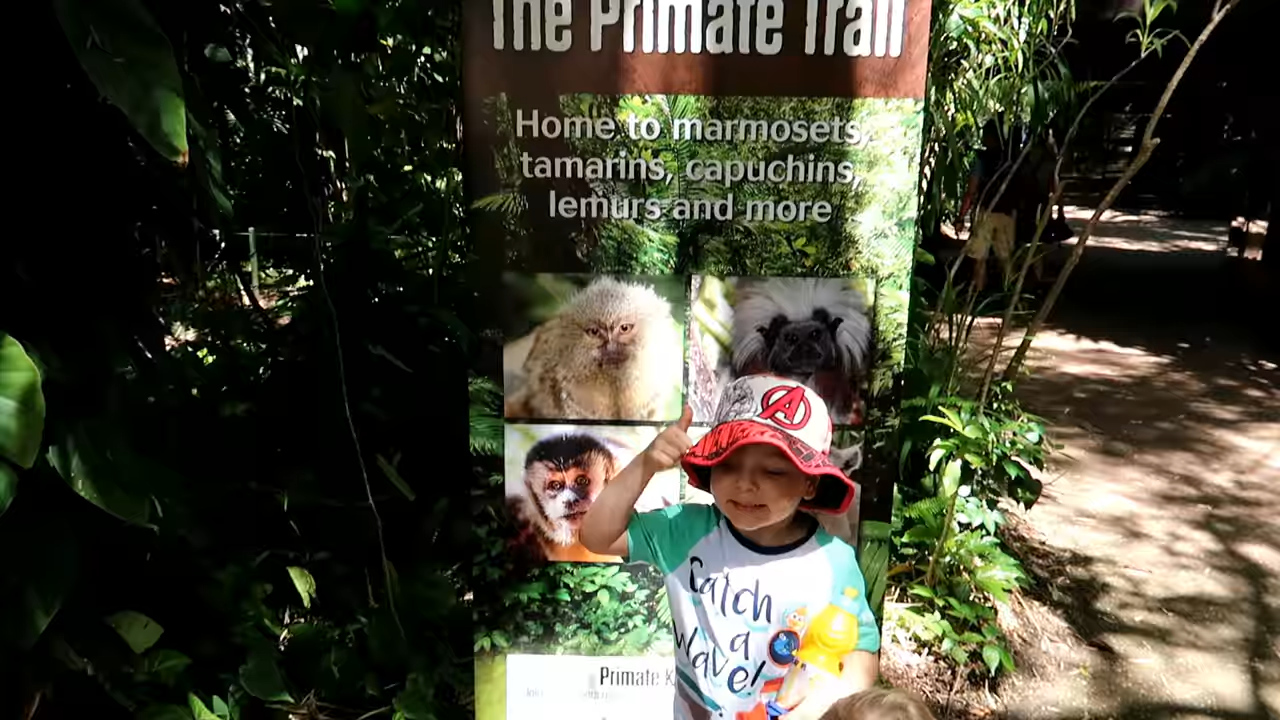 The Primate Trail
Home to marmosets,
tamarins, capuchins,
lemurs and more
A
Catch
a
Wave!
Primate K